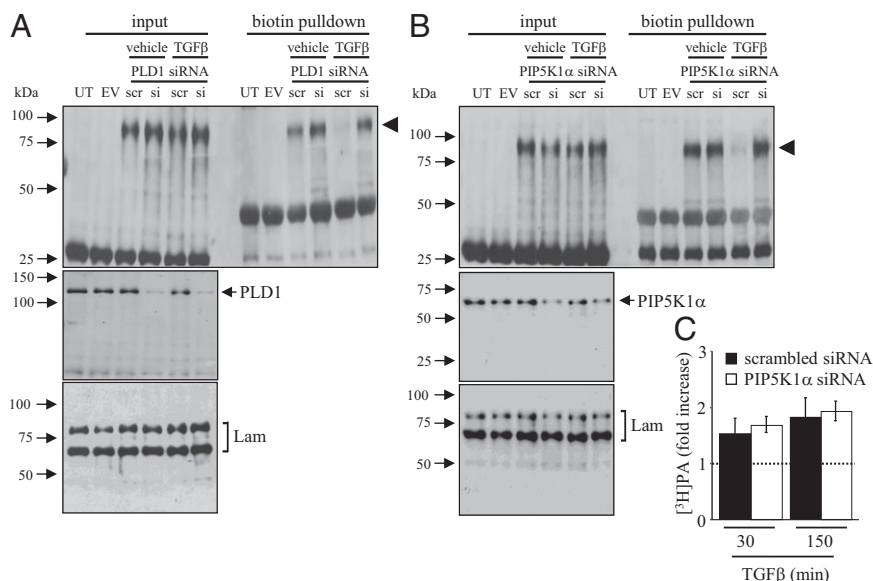 A
input
biotin pulldown
vehicle TGFβ
vehicle TGFβ
PLD1 siRNA
PLD1 siRNA
UT EV scr si scr si
UT EV scr si scr si
kDa
100
75
50
25
150
100
PLD1
100
75
50
Lam
B
input
biotin pulldown
vehicle TGFβ
vehicle TGFβ
PIP5K1α siRNA
PIP5K1α siRNA
kDa
UT EV scr si scr si
UT EV scr si scr si
100
75
50
25
75
50
25
PIP5K1α
100
75
50
Lam
C
scrambled siRNA
PIP5K1α siRNA
[³H]PA (fold increase)
3
2
1
0
30 150
TGFβ (min)